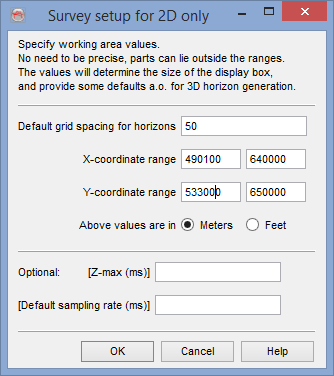 Survey setup for 2D only
Specify working area values.
No need to be precise, parts can lie outside the ranges.
The values will determine the size of the display box,
and provide some defaults a.o. for 3D horizon generation.
Default grid spacing for horizons 50
X-coordinate range 490100 640000
Y-coordinate range 533000 650000
Above values are in Meters Feet
Optional: [Z-max (ms)]
[Default sampling rate (ms)]
OK Cancel Help